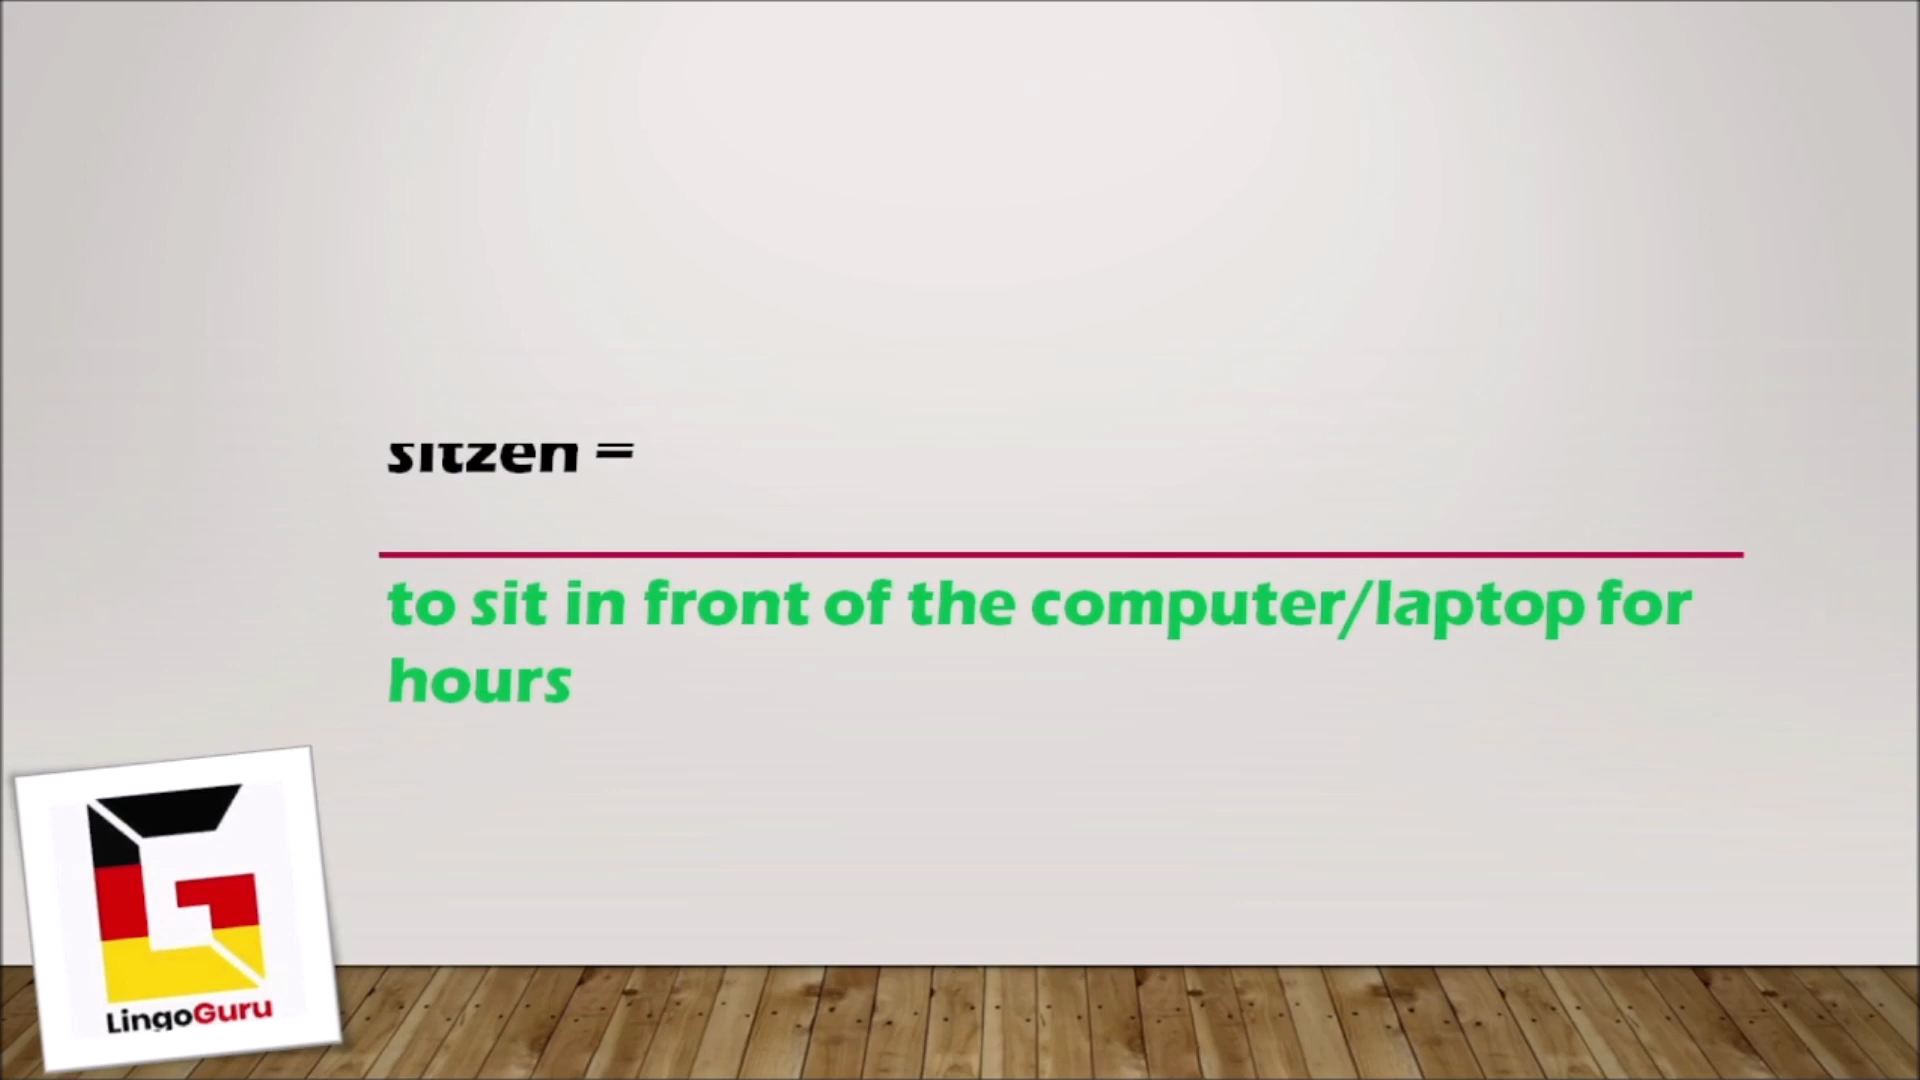 sitzen =
to sit in front of the computer/laptop for
hours
LingoGuru